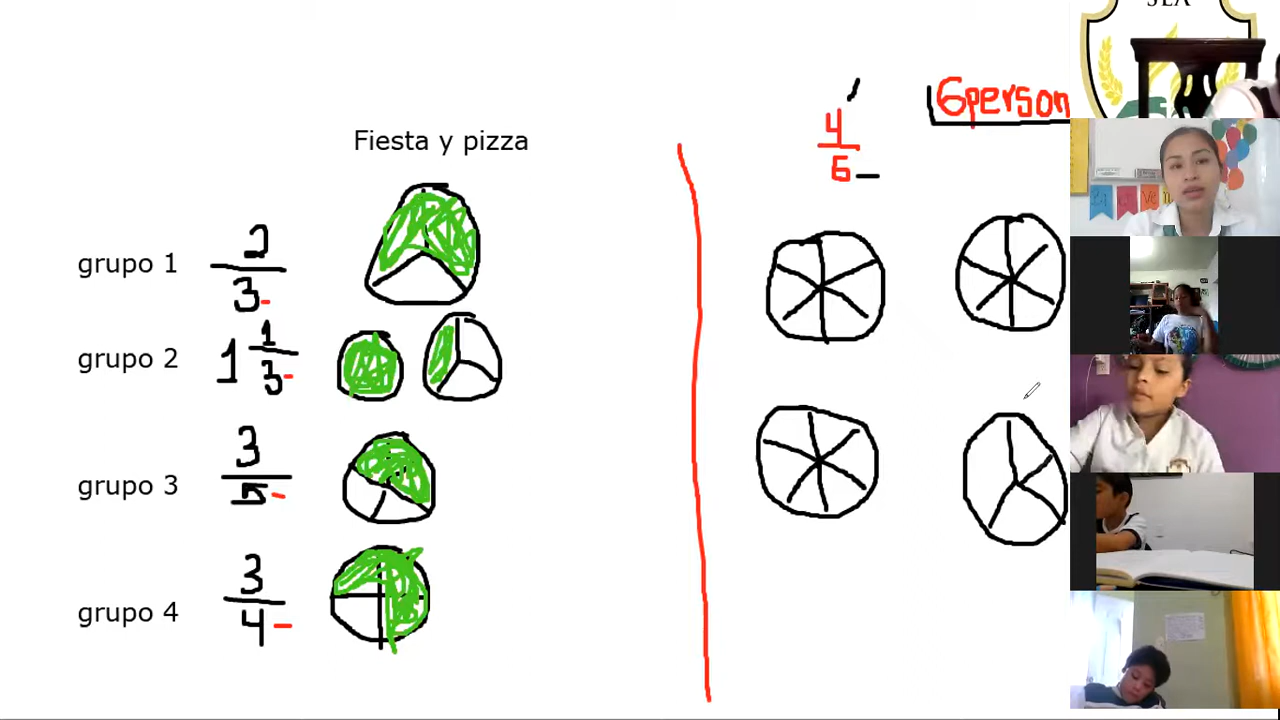 SEA
Fiesta y pizza
grupo 1 2/3
grupo 2 1 1/3
grupo 3 3/5
grupo 4 3/4
4/6
6person